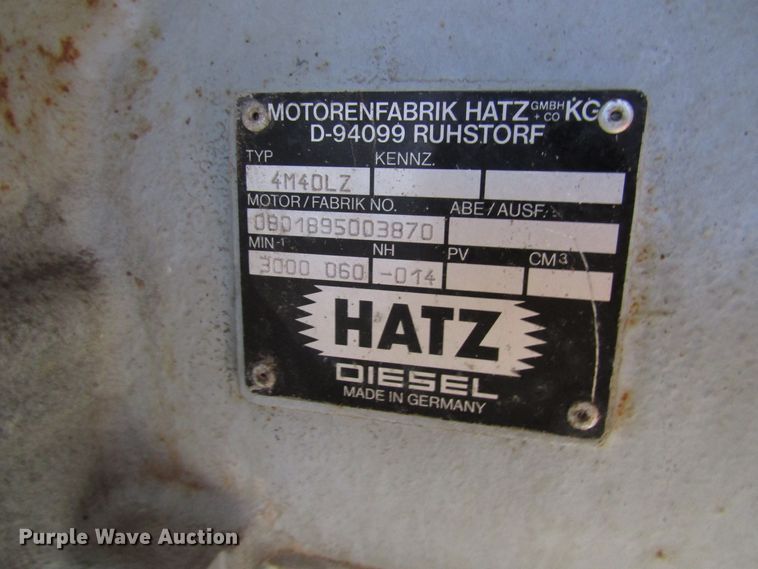 MOTORENFABRIK HATZ GMBH + CO KG
D-94099 RUHSTORF
TYP KENNZ.
4M40LZ
MOTOR/FABRIK NO. ABE/AUSF.
0801895003870
MIN-1 NH PV CM3
3000 060 -014
HATZ
DIESEL
MADE IN GERMANY
Purple Wave Auction